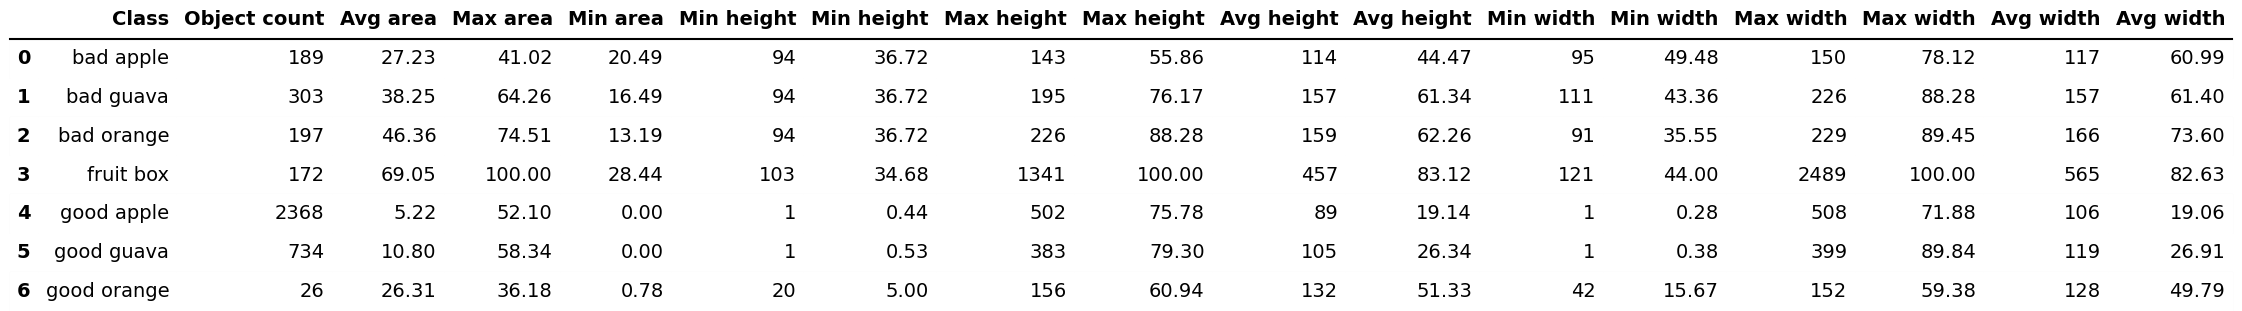 Class Object count Avg area Max area Min area Min height Min height Max height Max height Avg height Avg height Min width Min width Max width Max width Avg width Avg width
0 bad apple 189 27.23 41.02 20.49 94 36.72 143 55.86 114 44.47 95 49.48 150 78.12 117 60.99
1 bad guava 303 38.25 64.26 16.49 94 36.72 195 76.17 157 61.34 111 43.36 226 88.28 157 61.40
2 bad orange 197 46.36 74.51 13.19 94 36.72 226 88.28 159 62.26 91 35.55 229 89.45 166 73.60
3 fruit box 172 69.05 100.00 28.44 103 34.68 1341 100.00 457 83.12 121 44.00 2489 100.00 565 82.63
4 good apple 2368 5.22 52.10 0.00 1 0.44 502 75.78 89 19.14 1 0.28 508 71.88 106 19.06
5 good guava 734 10.80 58.34 0.00 1 0.53 383 79.30 105 26.34 1 0.38 399 89.84 119 26.91
6 good orange 26 26.31 36.18 0.78 20 5.00 156 60.94 132 51.33 42 15.67 152 59.38 128 49.79